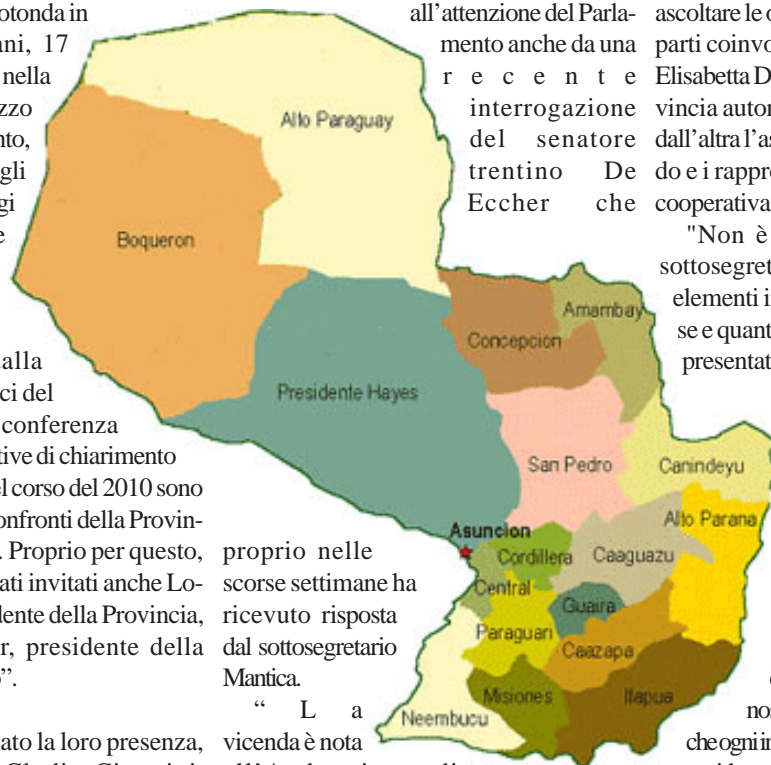 otonda in
ani, 17
nella
zzo
nto,
gli
gi
e
alla
ci del
conferenza
tive di chiarimento
el corso del 2010 sono
onfronti della Provin-
. Proprio per questo,
ati invitati anche Lo-
dente della Provincia,
r, presidente della
o”.
ato la loro presenza,
all'attenzione del Parla-
mento anche da una
recente
interrogazione
del senatore
trentino De
Eccher che
proprio nelle
scorse settimane ha
ricevuto risposta
dal sottosegretario
Mantica.
“La
vicenda è nota
ascoltare le o
parti coinvo
Elisabetta D
vincia autor
dall'altra l'as
do e i rappre
cooperativa
"Non è
sottosegret
elementi i
se e quant
presentat
nos
che ogni in
Alto Paraguay
Boqueron
Presidente Hayes
Concepcion
Amambay
San Pedro
Canindeyu
Asuncion
Cordillera
Caaguazu
Alto Parana
Central
Guaira
Paraguari
Caazapa
Misiones
Itapua
Neembucu